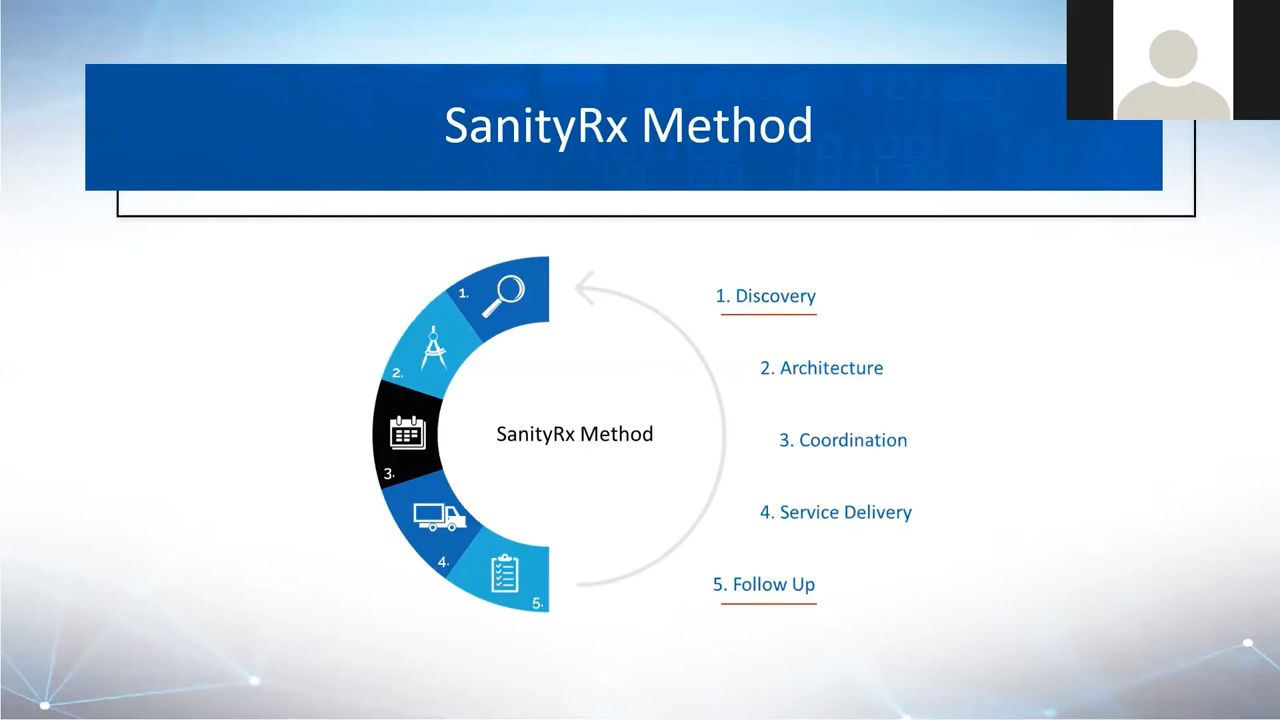 SanityRx Method
1.
2.
3.
4.
5.
SanityRx Method
1. Discovery
2. Architecture
3. Coordination
4. Service Delivery
5. Follow Up